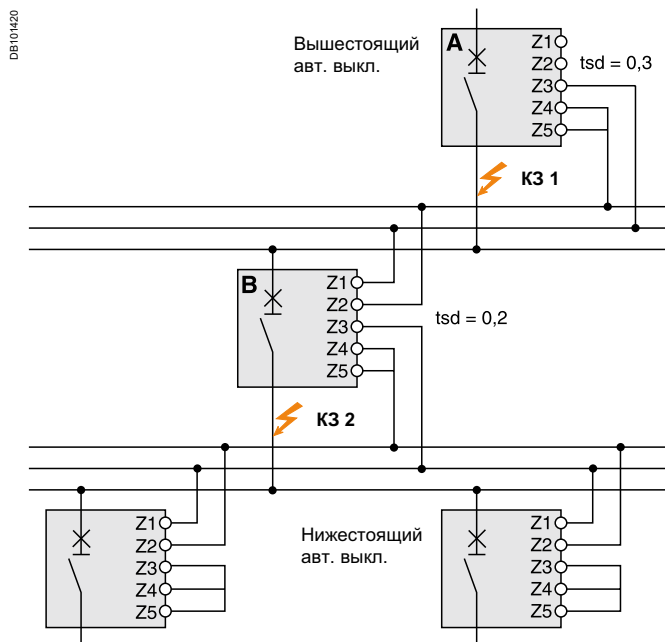 DB101420
Вышестоящий
авт. выкл.
A
Z1
Z2
Z3
Z4
Z5
tsd = 0,3
КЗ 1
B
Z1
Z2
Z3
Z4
Z5
tsd = 0,2
КЗ 2
Z1
Z2
Z3
Z4
Z5
Нижестоящий
авт. выкл.
Z1
Z2
Z3
Z4
Z5